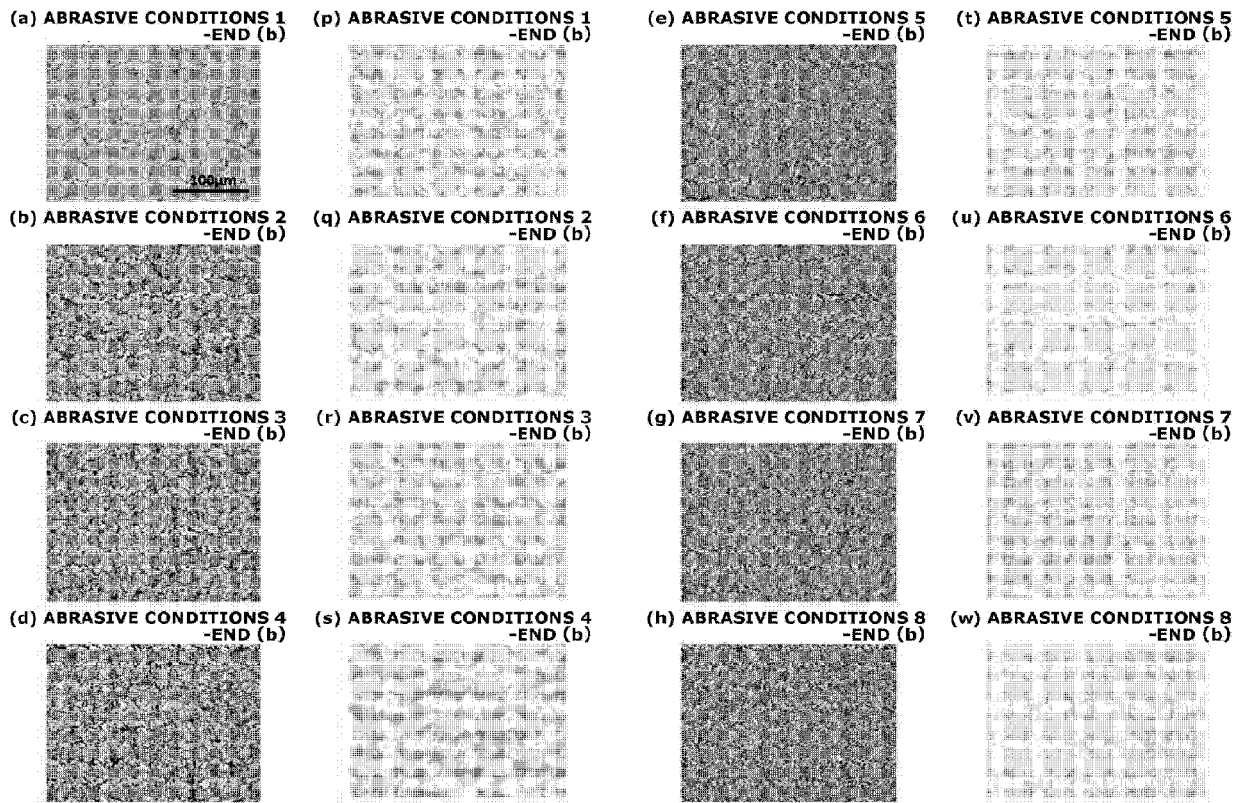 (a) ABRASIVE CONDITIONS 1
-END (b)
(p) ABRASIVE CONDITIONS 1
-END (b)
(e) ABRASIVE CONDITIONS 5
-END (b)
(t) ABRASIVE CONDITIONS 5
-END (b)
100μm
(b) ABRASIVE CONDITIONS 2
-END (b)
(q) ABRASIVE CONDITIONS 2
-END (b)
(f) ABRASIVE CONDITIONS 6
-END (b)
(u) ABRASIVE CONDITIONS 6
-END (b)
(c) ABRASIVE CONDITIONS 3
-END (b)
(r) ABRASIVE CONDITIONS 3
-END (b)
(g) ABRASIVE CONDITIONS 7
-END (b)
(v) ABRASIVE CONDITIONS 7
-END (b)
(d) ABRASIVE CONDITIONS 4
-END (b)
(s) ABRASIVE CONDITIONS 4
-END (b)
(h) ABRASIVE CONDITIONS 8
-END (b)
(w) ABRASIVE CONDITIONS 8
-END (b)